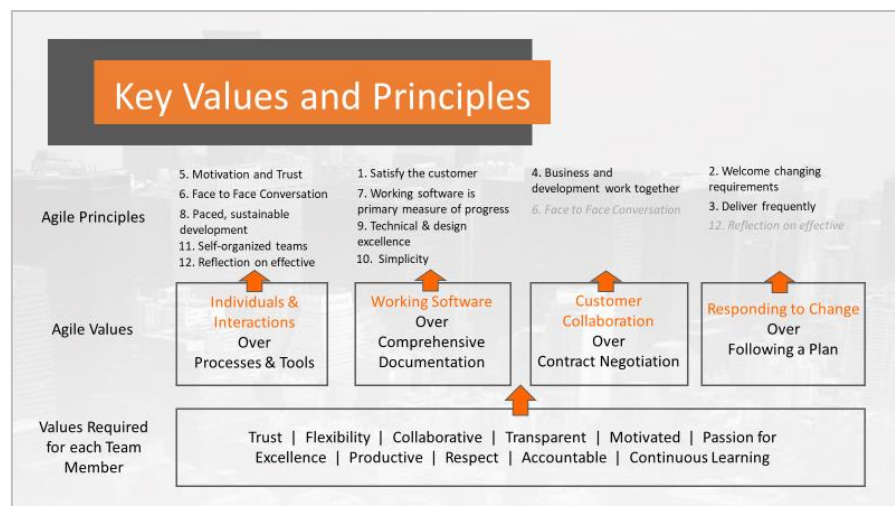 Key Values and Principles
Agile Principles
5. Motivation and Trust
6. Face to Face Conversation
8. Paced, sustainable
development
11. Self-organized teams
12. Reflection on effective
1. Satisfy the customer
7. Working software is
primary measure of progress
9. Technical & design
excellence
10. Simplicity
4. Business and
development work together
6. Face to Face Conversation
2. Welcome changing
requirements
3. Deliver frequently
12. Reflection on effective
Agile Values
Individuals &
Interactions
Over
Processes & Tools
Working Software
Over
Comprehensive
Documentation
Customer
Collaboration
Over
Contract Negotiation
Responding to Change
Over
Following a Plan
Values Required
for each Team
Member
Trust | Flexibility | Collaborative | Transparent | Motivated | Passion for
Excellence | Productive | Respect | Accountable | Continuous Learning